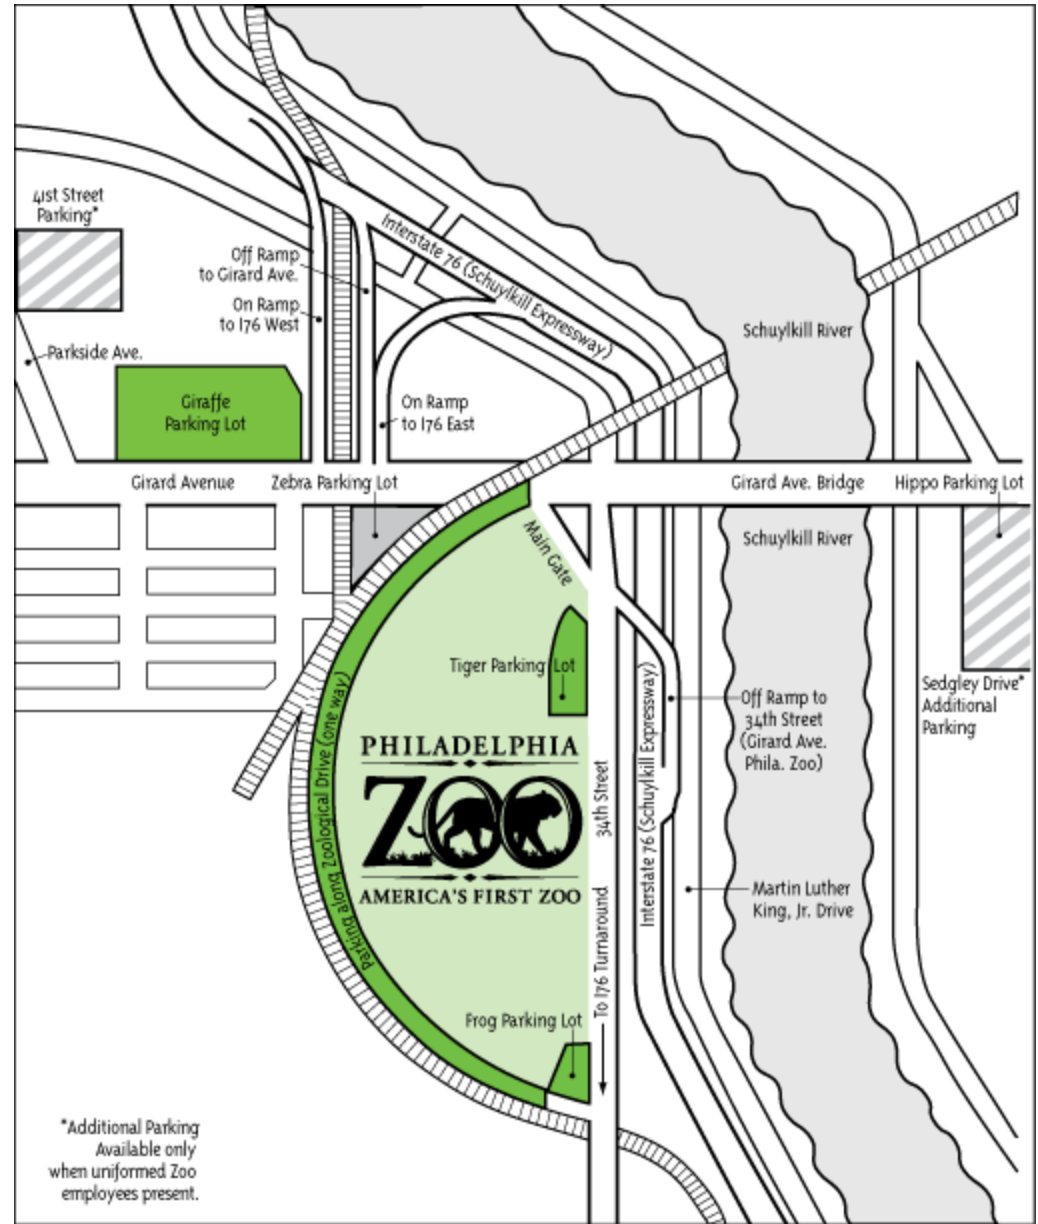 41st Street
Parking*
Off Ramp
to Girard Ave.
On Ramp
to I76 West
Interstate 76 (Schuylkill Expressway)
Schuylkill River
Parkside Ave.
Giraffe
Parking Lot
On Ramp
to I76 East
Girard Avenue
Zebra Parking Lot
Girard Ave. Bridge
Hippo Parking Lot
Main Gate
Schuylkill River
Tiger Parking Lot
Sedgley Drive*
Additional
Parking
Off Ramp to
34th Street
(Girard Ave.
Phila. Zoo)
Interstate 76 (Schuylkill Expressway)
Parking along Zoological Drive (one way)
PHILADELPHIA
ZOO
AMERICA'S FIRST ZOO
34th Street
To I76 Turnaround
Martin Luther
King, Jr. Drive
Frog Parking Lot
*Additional Parking
Available only
when uniformed Zoo
employees present.